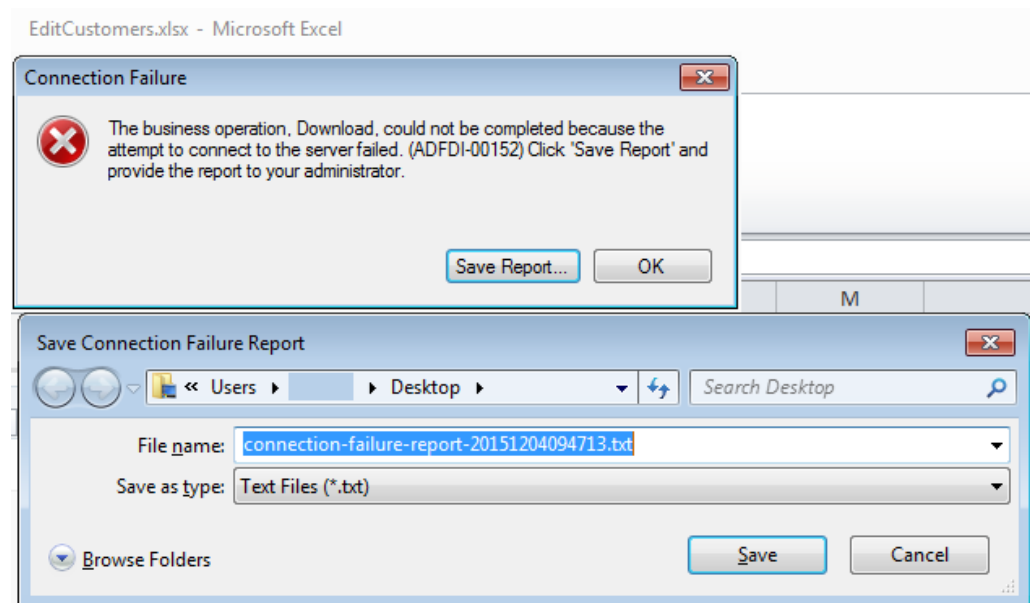 EditCustomers.xlsx - Microsoft Excel
Connection Failure
The business operation, Download, could not be completed because the
attempt to connect to the server failed. (ADFDI-00152) Click 'Save Report' and
provide the report to your administrator.
Save Report... OK
M
Save Connection Failure Report
« Users Desktop Search Desktop
File name: connection-failure-report-20151204094713.txt
Save as type: Text Files (*.txt)
Browse Folders Save Cancel